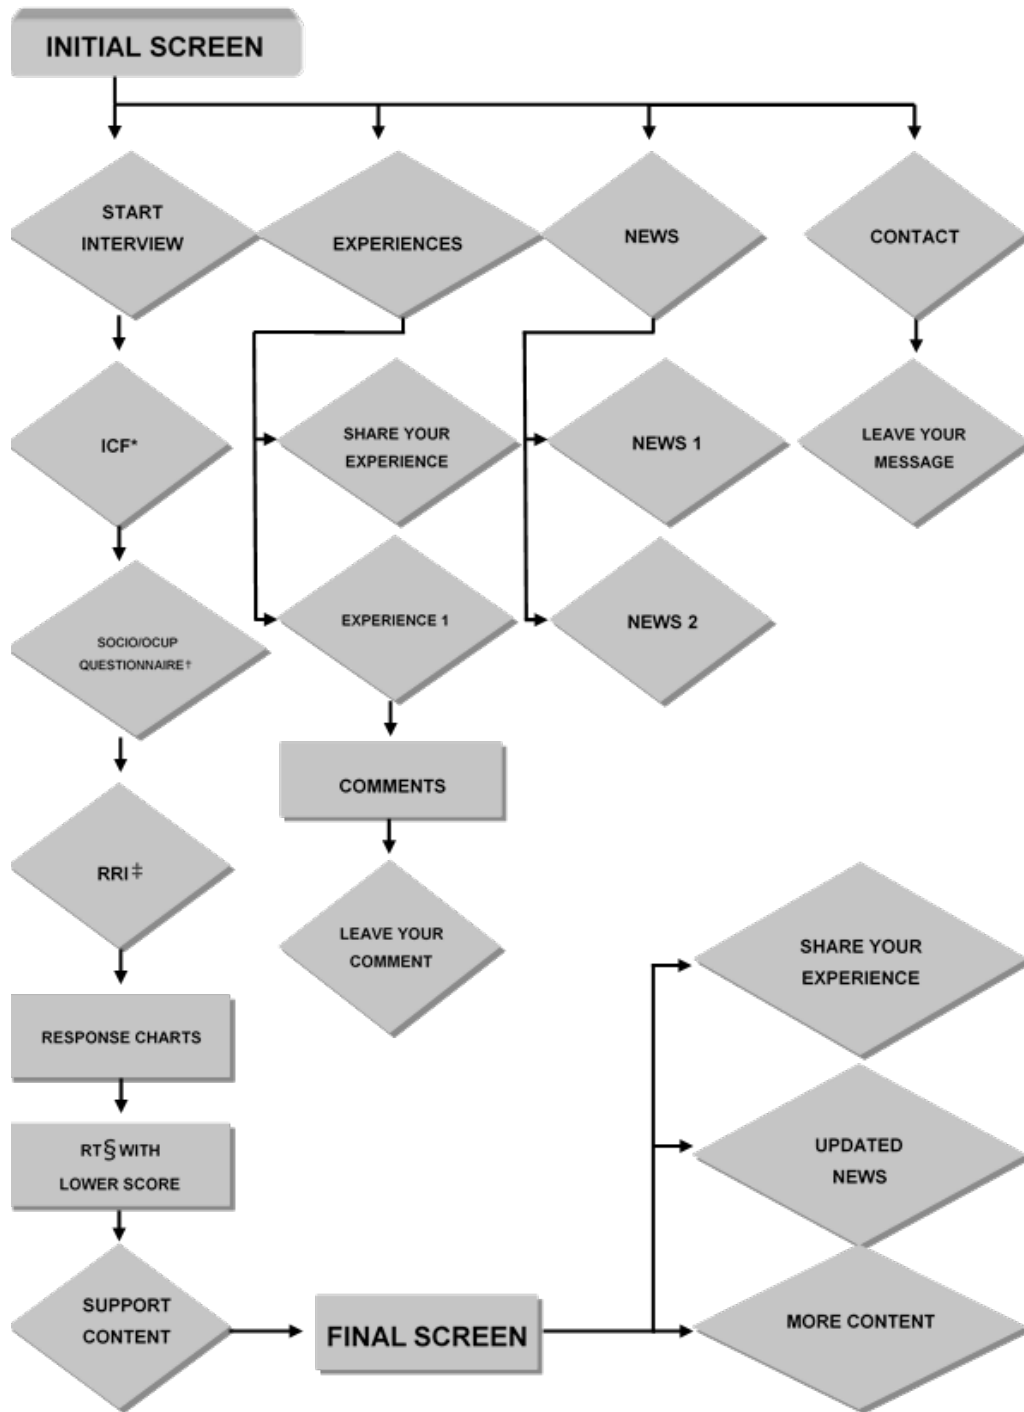 INITIAL SCREEN
START
INTERVIEW
EXPERIENCES
NEWS
CONTACT
ICF*
SHARE YOUR
EXPERIENCE
NEWS 1
LEAVE YOUR
MESSAGE
SOCIO/OCUP
QUESTIONNAIRE†
EXPERIENCE 1
NEWS 2
COMMENTS
RRI‡
LEAVE YOUR
COMMENT
SHARE YOUR
EXPERIENCE
RESPONSE CHARTS
RT§ WITH
LOWER SCORE
UPDATED
NEWS
SUPPORT
CONTENT
FINAL SCREEN
MORE CONTENT